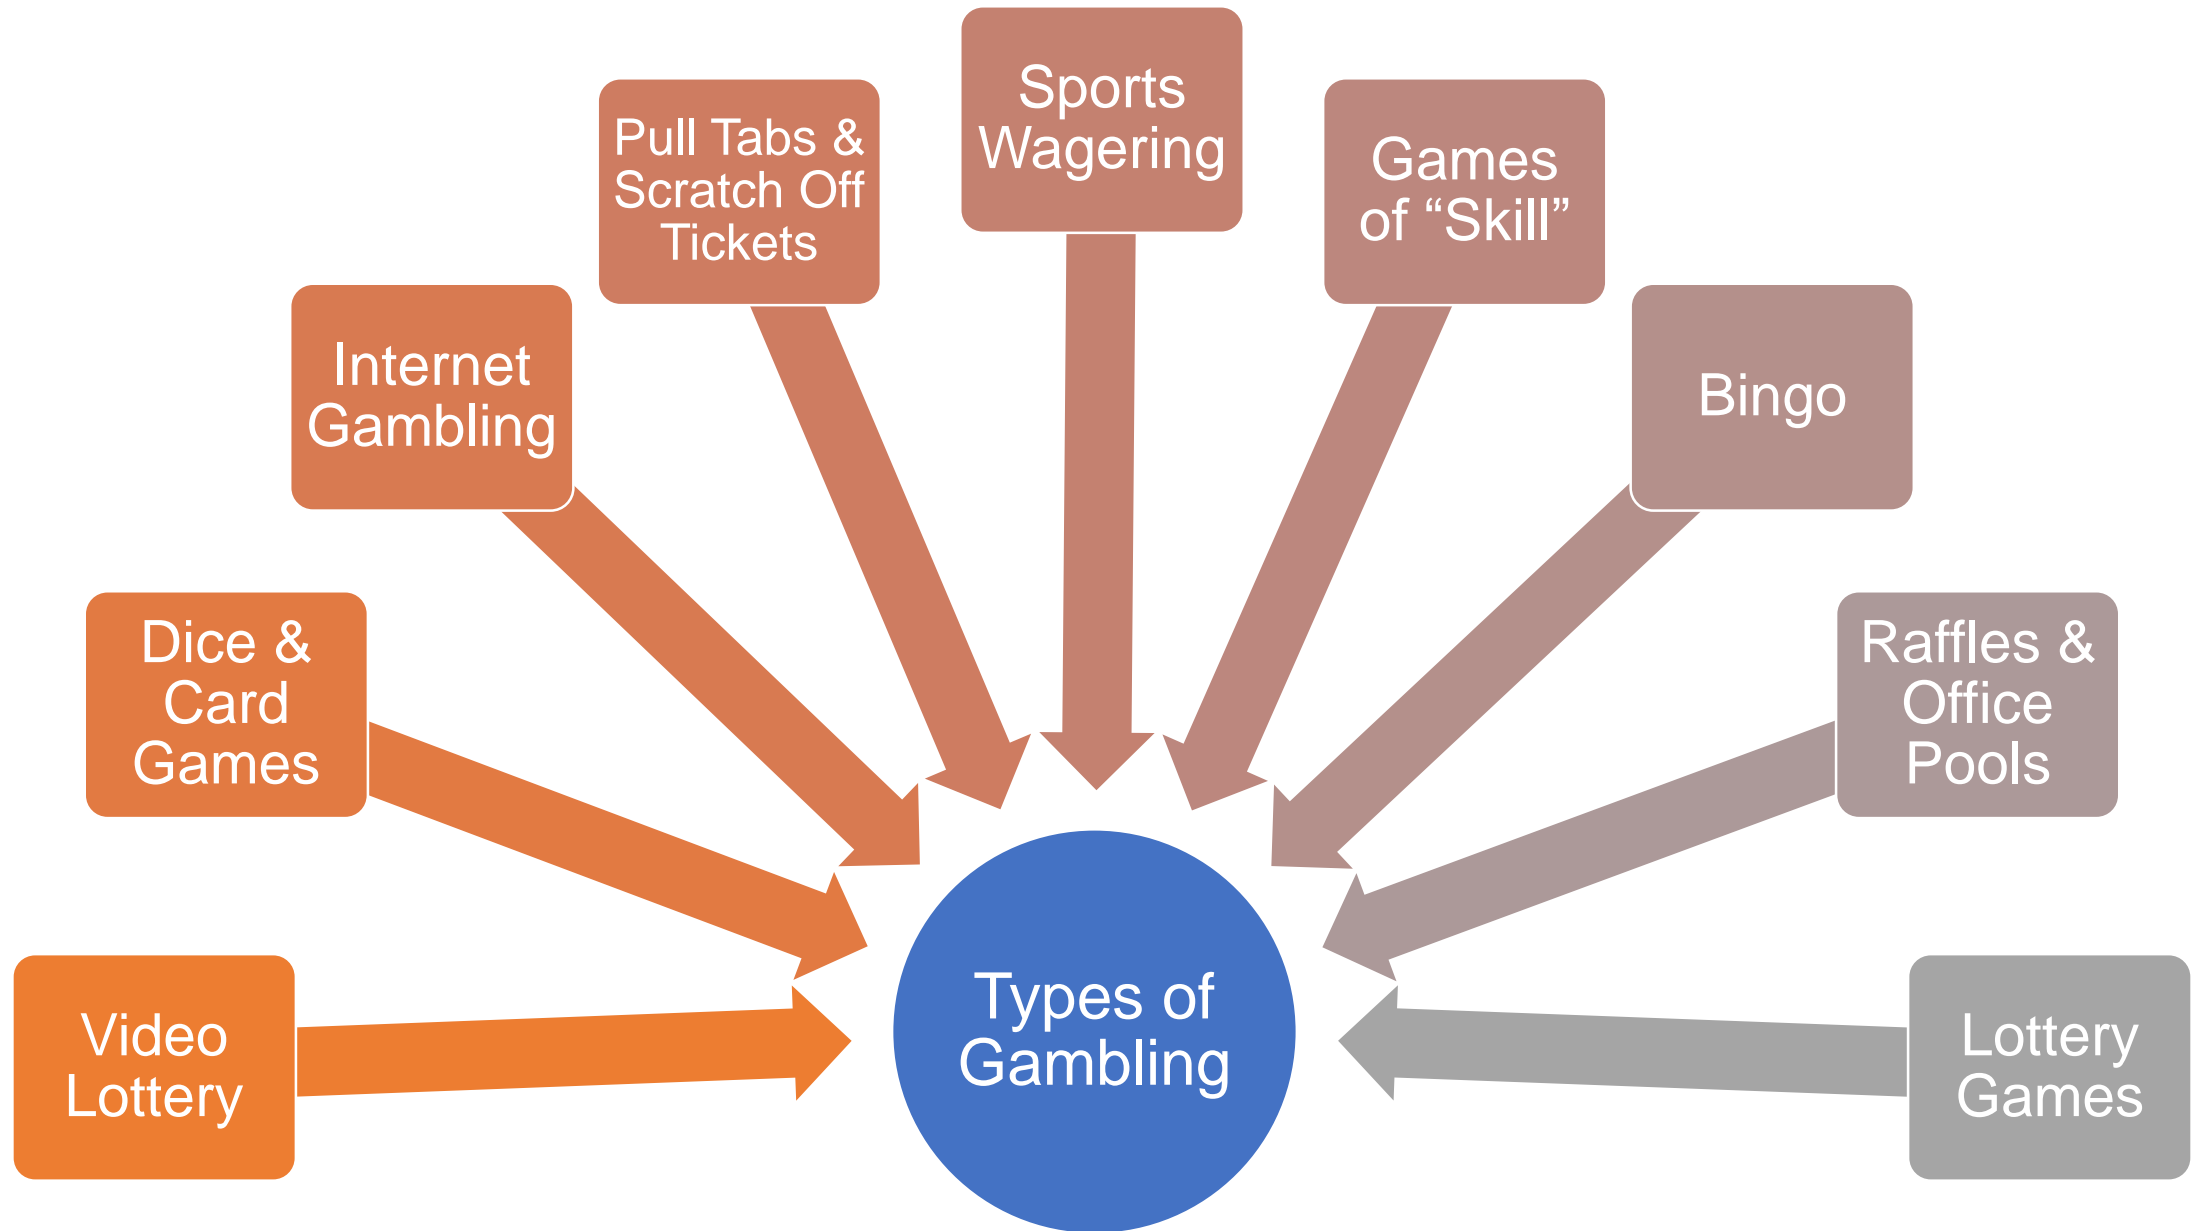 Video
Lottery
Dice &
Card
Games
Internet
Gambling
Pull Tabs &
Scratch Off
Tickets
Sports
Wagering
Games
of “Skill”
Bingo
Raffles &
Office
Pools
Lottery
Games
Types of
Gambling